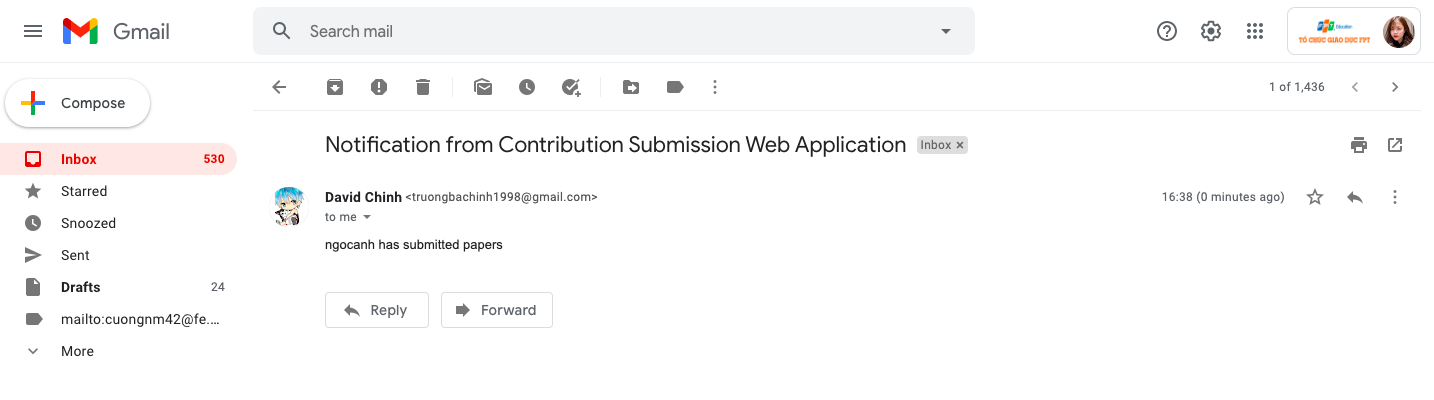 Gmail
Search mail
FPT Education
TỔ CHỨC GIÁO DỤC FPT
Compose
1 of 1,436
Inbox 530
Starred
Snoozed
Sent
Drafts 24
mailto:cuongnm42@fe....
More
Notification from Contribution Submission Web Application Inbox ×
David Chinh <truongbachinh1998@gmail.com> 16:38 (0 minutes ago)
to me
ngocanh has submitted papers
Reply Forward